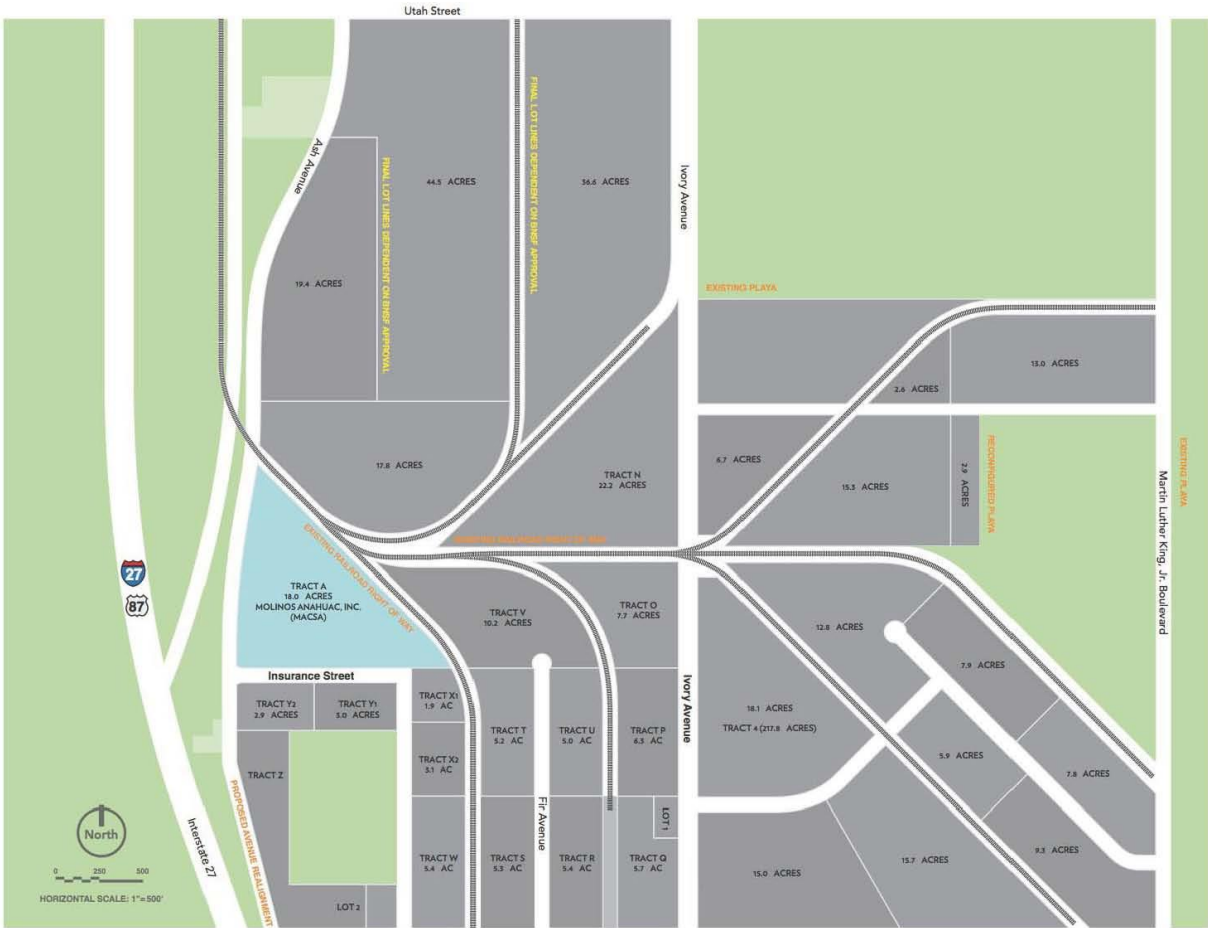 Utah Street
Ash Avenue
FINAL LOT LINES DEPENDENT ON BNSF APPROVAL
FINAL LOT LINES DEPENDENT ON BNSF APPROVAL
44.5 ACRES
36.6 ACRES
Ivory Avenue
19.4 ACRES
EXISTING PLAYA
13.0 ACRES
2.6 ACRES
17.8 ACRES
TRACT N
22.2 ACRES
6.7 ACRES
15.3 ACRES
2.9 ACRES
RECONFIGURED PLAYA
EXISTING PLAYA
Martin Luther King, Jr. Boulevard
EXISTING RAILROAD RIGHT OF WAY
EXISTING RAILROAD RIGHT OF WAY
27
87
TRACT A
18.0 ACRES
MOLINOS ANAHUAC, INC.
(MACSA)
TRACT V
10.2 ACRES
TRACT O
7.7 ACRES
12.8 ACRES
7.9 ACRES
Insurance Street
TRACT Y2
2.9 ACRES
TRACT Y1
3.0 ACRES
TRACT X1
1.9 AC
TRACT T
5.2 AC
TRACT U
5.0 AC
TRACT P
6.3 AC
Ivory Avenue
18.1 ACRES
TRACT 4 (217.8 ACRES)
5.9 ACRES
7.8 ACRES
TRACT Z
TRACT X2
3.1 AC
PROPOSED AVENUE REALIGNMENT
Interstate 27
Fir Avenue
LOT 1
TRACT W
5.4 AC
TRACT S
5.3 AC
TRACT R
5.4 AC
TRACT Q
5.7 AC
15.0 ACRES
15.7 ACRES
9.3 ACRES
LOT 2
North
0 250 500
HORIZONTAL SCALE: 1"=500'